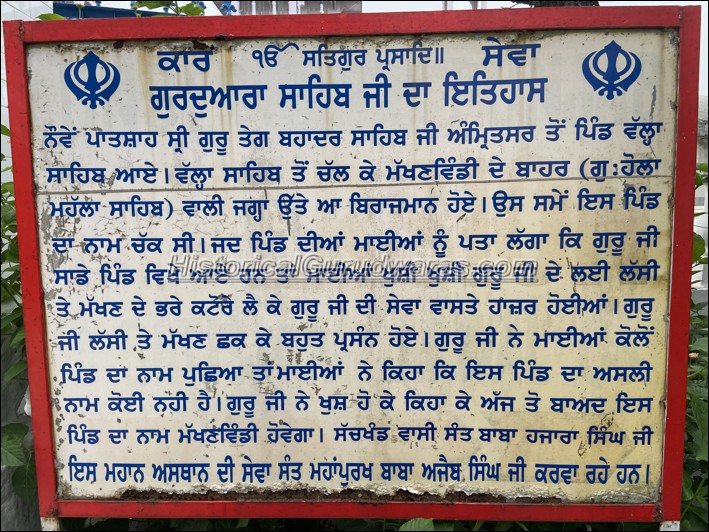 ਕਾਰ ੴ ਸਤਿਗੁਰ ਪ੍ਰਸਾਦਿ॥ ਸੇਵਾ
ਗੁਰਦੁਆਰਾ ਸਾਹਿਬ ਜੀ ਦਾ ਇਤਿਹਾਸ
ਨੌਵੇਂ ਪਾਤਸ਼ਾਹ ਸ੍ਰੀ ਗੁਰੂ ਤੇਗ ਬਹਾਦਰ ਸਾਹਿਬ ਜੀ ਅੰਮ੍ਰਿਤਸਰ ਤੋਂ ਪਿੰਡ ਵੱਲ੍ਹਾ
ਸਾਹਿਬ ਆਏ। ਵੱਲ੍ਹਾ ਸਾਹਿਬ ਤੋਂ ਚੱਲ ਕੇ ਮੱਖਣਵਿੰਡੀ ਦੇ ਬਾਹਰ (ਗੁ:ਹੋਲਾ
ਮਹੱਲਾ ਸਾਹਿਬ) ਵਾਲੀ ਜਗ੍ਹਾ ਉੱਤੇ ਆ ਬਿਰਾਜਮਾਨ ਹੋਏ। ਉਸ ਸਮੇਂ ਇਸ ਪਿੰਡ
ਦਾ ਨਾਮ ਚੱਕ ਸੀ। ਜਦ ਪਿੰਡ ਦੀਆਂ ਮਾਈਆਂ ਨੂੰ ਪਤਾ ਲੱਗਾ ਕਿ ਗੁਰੂ ਜੀ
ਸਾਡੇ ਪਿੰਡ ਵਿਖੇ ਆਏ ਹਨ ਤਾਂ ਮਾਈਆਂ ਖੁਸ਼ੀ ਖੁਸ਼ੀ ਗੁਰੂ ਜੀ ਦੇ ਲਈ ਲੱਸੀ
HistoricalGurudwaras.com
ਤੇ ਮੱਖਣ ਦੇ ਭਰੇ ਕਟੋਰੇ ਲੈ ਕੇ ਗੁਰੂ ਜੀ ਦੀ ਸੇਵਾ ਵਾਸਤੇ ਹਾਜ਼ਰ ਹੋਈਆਂ। ਗੁਰੂ
ਜੀ ਲੱਸੀ ਤੇ ਮੱਖਣ ਛਕ ਕੇ ਬਹੁਤ ਪ੍ਰਸੰਨ ਹੋਏ। ਗੁਰੂ ਜੀ ਨੇ ਮਾਈਆਂ ਕੋਲੋਂ
ਪਿੰਡ ਦਾ ਨਾਮ ਪੁਛਿਆ ਤਾਂ ਮਾਈਆਂ ਨੇ ਕਿਹਾ ਕਿ ਇਸ ਪਿੰਡ ਦਾ ਅਸਲੀ
ਨਾਮ ਕੋਈ ਨਹੀ ਹੈ। ਗੁਰੂ ਜੀ ਨੇ ਖੁਸ਼ ਹੋ ਕੇ ਕਿਹਾ ਕੇ ਅੱਜ ਤੋ ਬਾਅਦ ਇਸ
ਪਿੰਡ ਦਾ ਨਾਮ ਮੱਖਣਵਿੰਡੀ ਹੋਵੇਗਾ। ਸੱਚਖੰਡ ਵਾਸੀ ਸੰਤ ਬਾਬਾ ਹਜਾਰਾ ਸਿੰਘ ਜੀ
ਇਸ ਮਹਾਨ ਅਸਥਾਨ ਦੀ ਸੇਵਾ ਸੰਤ ਮਹਾਂਪੁਰਖ ਬਾਬਾ ਅਜੈਬ ਸਿੰਘ ਜੀ ਕਰਵਾ ਰਹੇ ਹਨ।